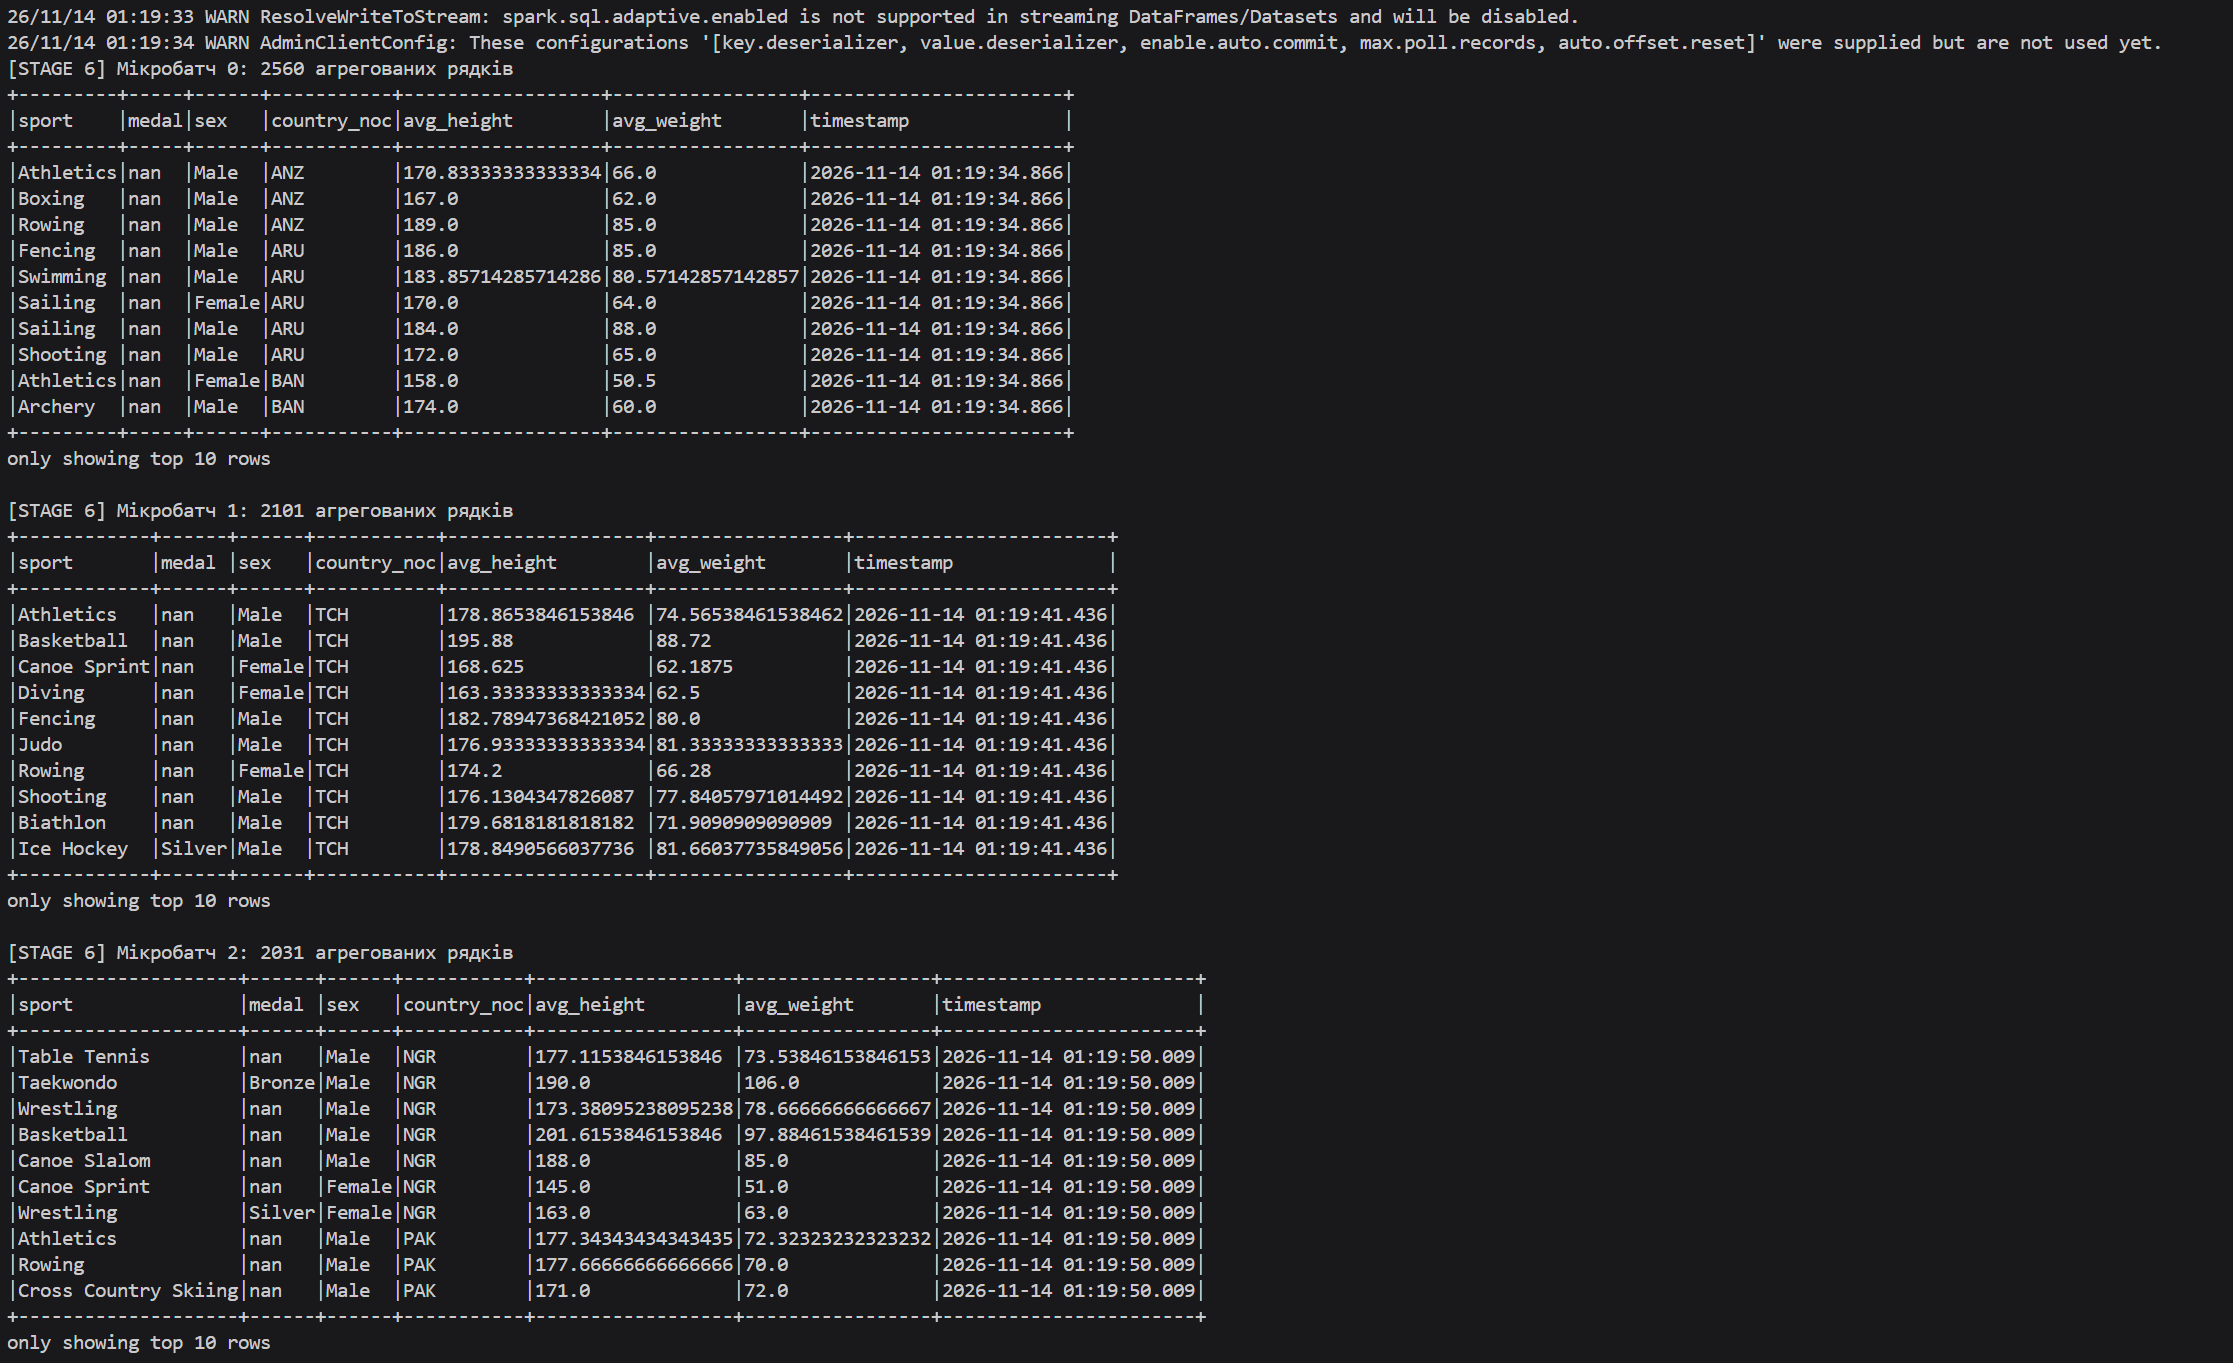 26/11/14 01:19:33 WARN ResolveWriteToStream: spark.sql.adaptive.enabled is not supported in streaming DataFrames/Datasets and will be disabled.
26/11/14 01:19:34 WARN AdminClientConfig: These configurations '[key.deserializer, value.deserializer, enable.auto.commit, max.poll.records, auto.offset.reset]' were supplied but are not used yet.
[STAGE 6] Мікробатч 0: 2560 агрегованих рядків
+---------+-----+------+-----------+------------------+-----------------+-----------------------+
|sport    |medal|sex   |country_noc|avg_height        |avg_weight       |timestamp              |
+---------+-----+------+-----------+------------------+-----------------+-----------------------+
|Athletics|nan  |Male  |ANZ        |170.83333333333334|66.0             |2026-11-14 01:19:34.866|
|Boxing   |nan  |Male  |ANZ        |167.0             |62.0             |2026-11-14 01:19:34.866|
|Rowing   |nan  |Male  |ANZ        |189.0             |85.0             |2026-11-14 01:19:34.866|
|Fencing  |nan  |Male  |ARU        |186.0             |85.0             |2026-11-14 01:19:34.866|
|Swimming |nan  |Male  |ARU        |183.85714285714286|80.57142857142857|2026-11-14 01:19:34.866|
|Sailing  |nan  |Female|ARU        |170.0             |64.0             |2026-11-14 01:19:34.866|
|Sailing  |nan  |Male  |ARU        |184.0             |88.0             |2026-11-14 01:19:34.866|
|Shooting |nan  |Male  |ARU        |172.0             |65.0             |2026-11-14 01:19:34.866|
|Athletics|nan  |Female|BAN        |158.0             |50.5             |2026-11-14 01:19:34.866|
|Archery  |nan  |Male  |BAN        |174.0             |60.0             |2026-11-14 01:19:34.866|
+---------+-----+------+-----------+------------------+-----------------+-----------------------+
only showing top 10 rows

[STAGE 6] Мікробатч 1: 2101 агрегованих рядків
+------------+------+------+-----------+------------------+-----------------+-----------------------+
|sport       |medal |sex   |country_noc|avg_height        |avg_weight       |timestamp              |
+------------+------+------+-----------+------------------+-----------------+-----------------------+
|Athletics   |nan   |Male  |TCH        |178.8653846153846 |74.56538461538462|2026-11-14 01:19:41.436|
|Basketball  |nan   |Male  |TCH        |195.88            |88.72            |2026-11-14 01:19:41.436|
|Canoe Sprint|nan   |Female|TCH        |168.625           |62.1875          |2026-11-14 01:19:41.436|
|Diving      |nan   |Female|TCH        |163.33333333333334|62.5             |2026-11-14 01:19:41.436|
|Fencing     |nan   |Male  |TCH        |182.78947368421052|80.0             |2026-11-14 01:19:41.436|
|Judo        |nan   |Male  |TCH        |176.93333333333334|81.33333333333333|2026-11-14 01:19:41.436|
|Rowing      |nan   |Female|TCH        |174.2             |66.28            |2026-11-14 01:19:41.436|
|Shooting    |nan   |Male  |TCH        |176.1304347826087 |77.84057971014492|2026-11-14 01:19:41.436|
|Biathlon    |nan   |Male  |TCH        |179.6818181818182 |71.9090909090909 |2026-11-14 01:19:41.436|
|Ice Hockey  |Silver|Male  |TCH        |178.8490566037736 |81.66037735849056|2026-11-14 01:19:41.436|
+------------+------+------+-----------+------------------+-----------------+-----------------------+
only showing top 10 rows

[STAGE 6] Мікробатч 2: 2031 агрегованих рядків
+--------------------+------+------+-----------+------------------+-----------------+-----------------------+
|sport               |medal |sex   |country_noc|avg_height        |avg_weight       |timestamp              |
+--------------------+------+------+-----------+------------------+-----------------+-----------------------+
|Table Tennis        |nan   |Male  |NGR        |177.1153846153846 |73.53846153846153|2026-11-14 01:19:50.009|
|Taekwondo           |Bronze|Male  |NGR        |190.0             |106.0            |2026-11-14 01:19:50.009|
|Wrestling           |nan   |Male  |NGR        |173.38095238095238|78.66666666666667|2026-11-14 01:19:50.009|
|Basketball          |nan   |Male  |NGR        |201.6153846153846 |97.88461538461539|2026-11-14 01:19:50.009|
|Canoe Slalom        |nan   |Male  |NGR        |188.0             |85.0             |2026-11-14 01:19:50.009|
|Canoe Sprint        |nan   |Female|NGR        |145.0             |51.0             |2026-11-14 01:19:50.009|
|Wrestling           |Silver|Female|NGR        |163.0             |63.0             |2026-11-14 01:19:50.009|
|Athletics           |nan   |Male  |PAK        |177.34343434343435|72.32323232323232|2026-11-14 01:19:50.009|
|Rowing              |nan   |Male  |PAK        |177.66666666666666|70.0             |2026-11-14 01:19:50.009|
|Cross Country Skiing|nan   |Male  |PAK        |171.0             |72.0             |2026-11-14 01:19:50.009|
+--------------------+------+------+-----------+------------------+-----------------+-----------------------+
only showing top 10 rows